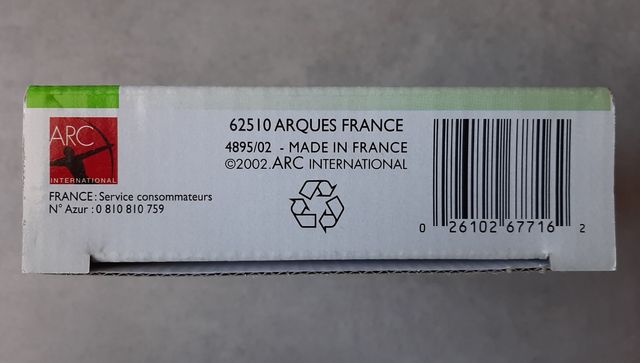 ARC
INTERNATIONAL
FRANCE: Service consommateurs
N° Azur : 0 810 810 759
62510 ARQUES FRANCE
4895/02 - MADE IN FRANCE
©2002. ARC INTERNATIONAL
0 26102 67716 2